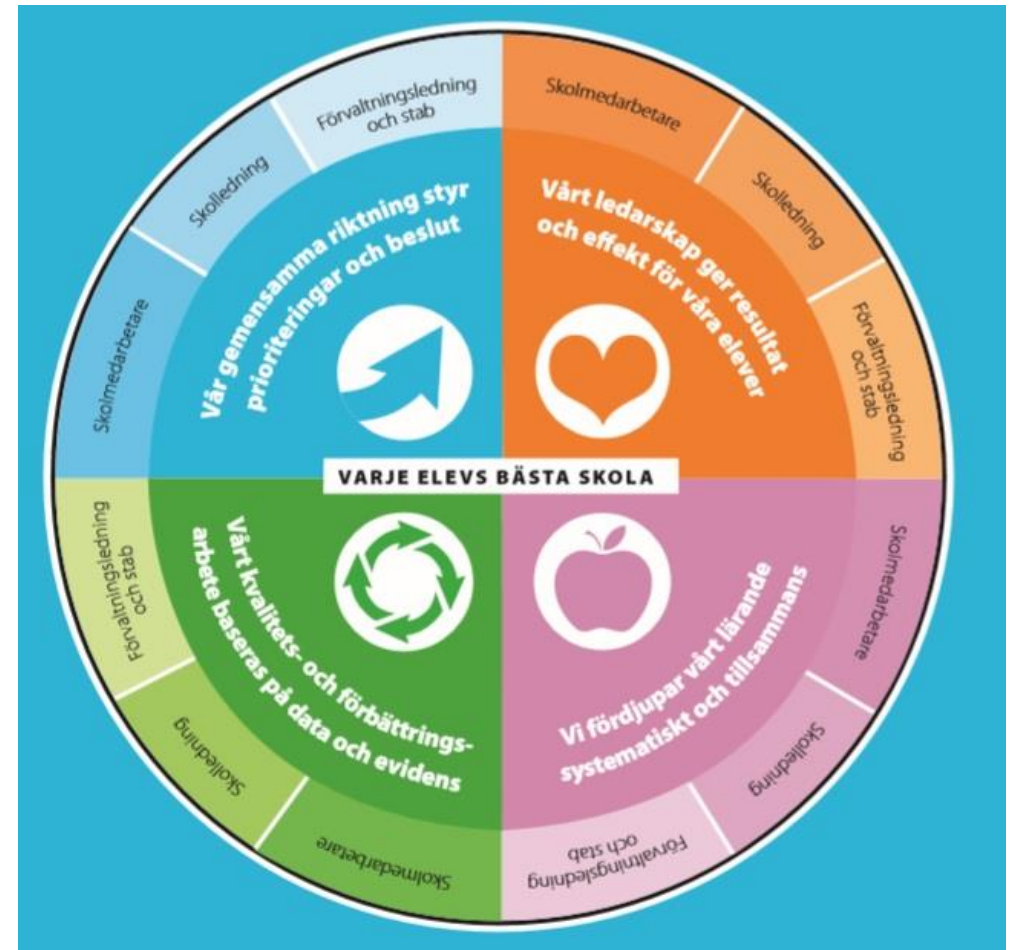 Förvaltningsledning
och stab
Skolledning
Skolmedarbetare
Vår gemensamma riktning styr
prioriteringar och beslut
Skolmedarbetare
Skolledning
Förvaltningsledning
och stab
Vårt ledarskap ger resultat
och effekt för våra elever
VARJE ELEVS BÄSTA SKOLA
Förvaltningsledning
och stab
Skolledning
Skolmedarbetare
Vårt kvalitets- och förbättrings-
arbete baseras på data och evidens
Skolmedarbetare
Skolledning
Förvaltningsledning
och stab
Vi fördjupar vårt lärande
systematiskt och tillsammans